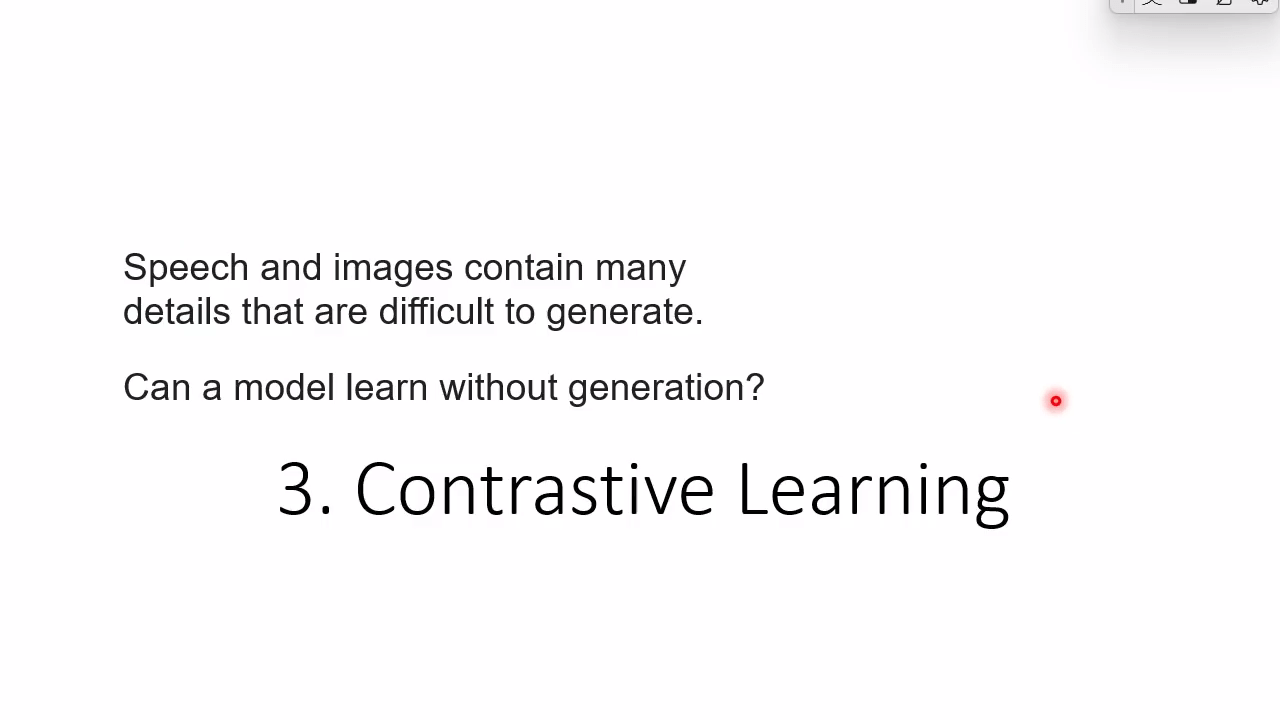 Speech and images contain many
details that are difficult to generate.
Can a model learn without generation?
3. Contrastive Learning